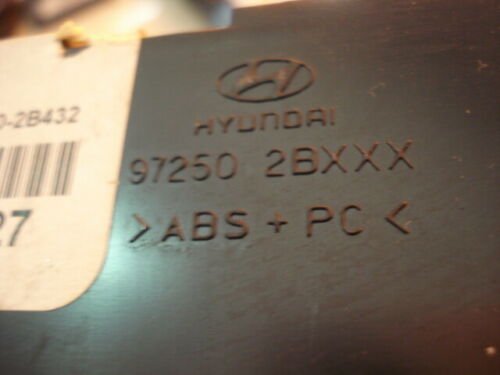 0-2B432
27
HYUNDAI
97250 2BXXX
>ABS + PC<